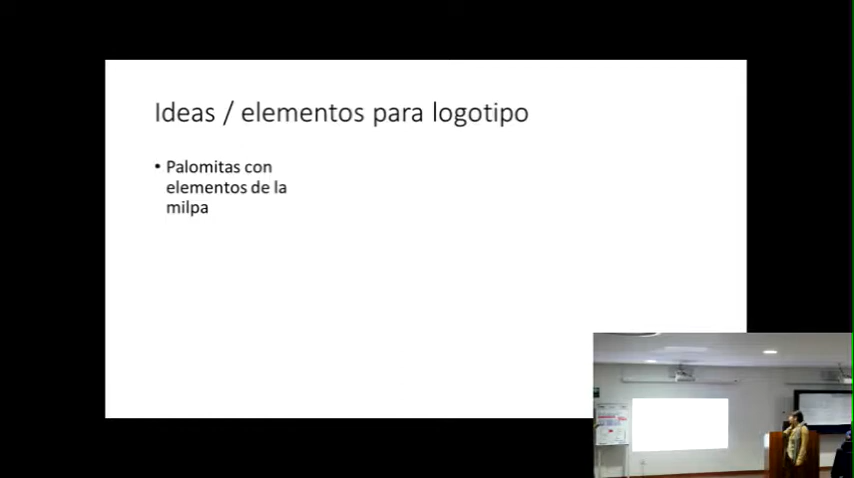 Ideas / elementos para logotipo
• Palomitas con
elementos de la
milpa